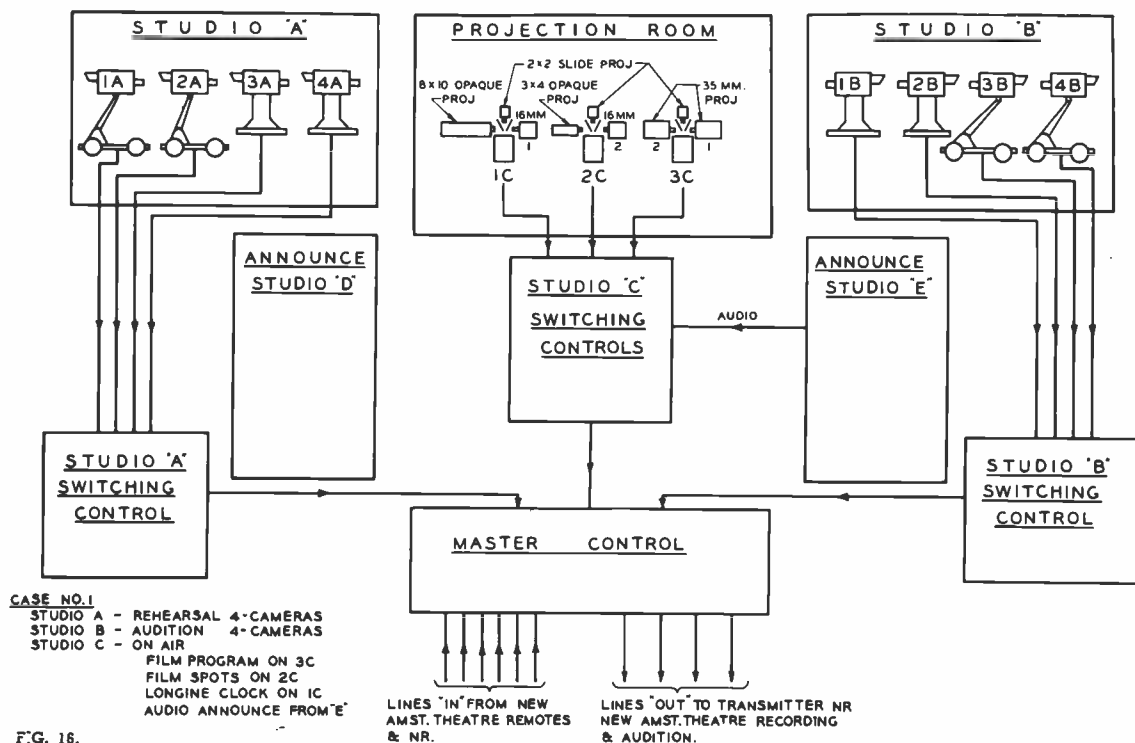 STUDIO "A"
1A 2A 3A 4A
PROJECTION ROOM
2×2 SLIDE PROJ
8×10 OPAQUE
PROJ
3×4 OPAQUE
PROJ
35 MM.
PROJ
16MM
1
16MM
2
2
1
1C 2C 3C
STUDIO "B"
1B 2B 3B 4B
ANNOUNCE
STUDIO "D"
STUDIO "C"
SWITCHING
CONTROLS
AUDIO
ANNOUNCE
STUDIO "E"
STUDIO "A"
SWITCHING
CONTROL
STUDIO "B"
SWITCHING
CONTROL
MASTER CONTROL
CASE NO.1
STUDIO A - REHEARSAL 4-CAMERAS
STUDIO B - AUDITION 4-CAMERAS
STUDIO C - ON AIR
FILM PROGRAM ON 3C
FILM SPOTS ON 2C
LONGINE CLOCK ON 1C
AUDIO ANNOUNCE FROM "E"
LINES "IN" FROM NEW
AMST. THEATRE REMOTES
& NR.
LINES "OUT" TO TRANSMITTER NR
NEW AMST. THEATRE RECORDING
& AUDITION.
FIG. 16.